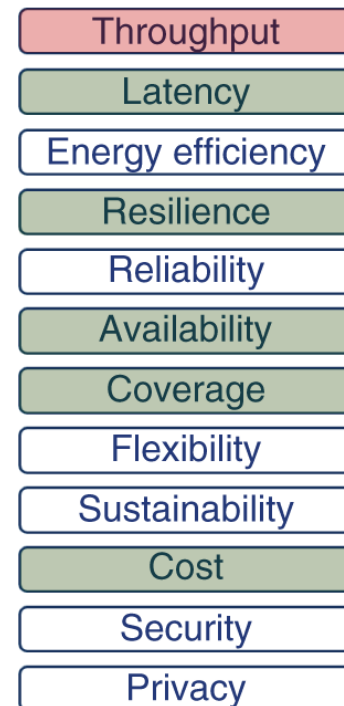 Throughput
Latency
Energy efficiency
Resilience
Reliability
Availability
Coverage
Flexibility
Sustainability
Cost
Security
Privacy